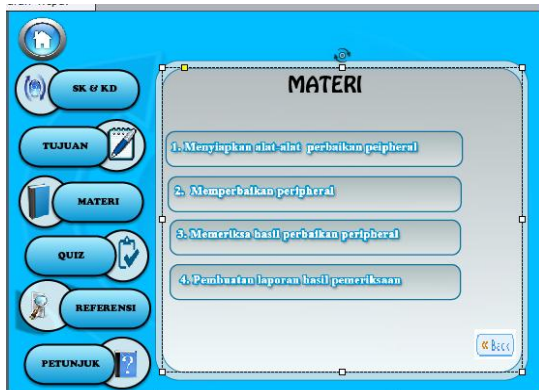 SK & KD
TUJUAN
MATERI
QUIZ
REFERENSI
PETUNJUK
MATERI
1. Menyiapkan alat-alat perbaikan peipheral
2. Memperbaikan peripheral
3. Memeriksa hasil perbaikan peripheral
4. Pembuatan laporan hasil pemeriksaan
« Back